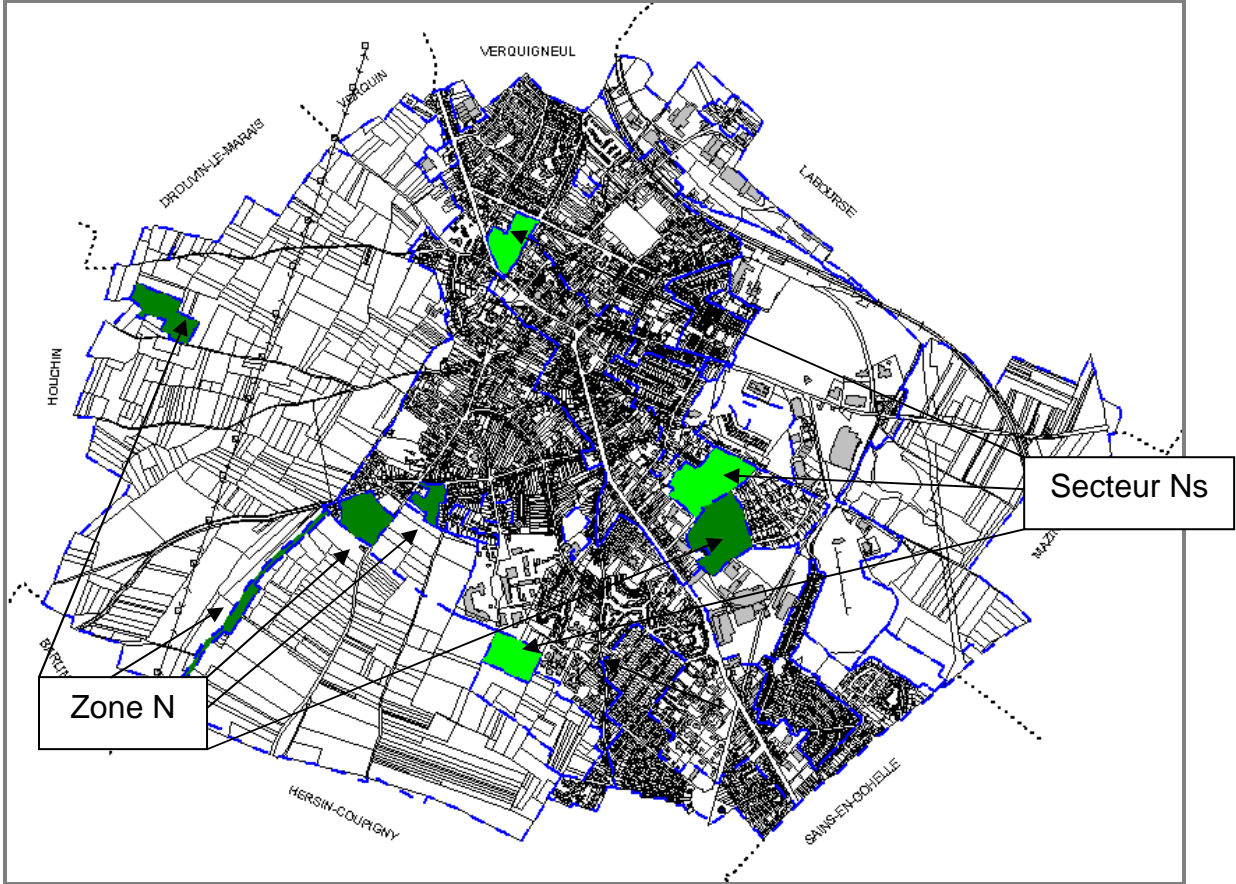 VERQUIGNEUL
VERQUIN
DROUVIN-LE-MARAIS
LABOURSE
HOUCHIN
Secteur Ns
Zone N
HERSIN-COUPIGNY
SAINS-EN-GOHELLE